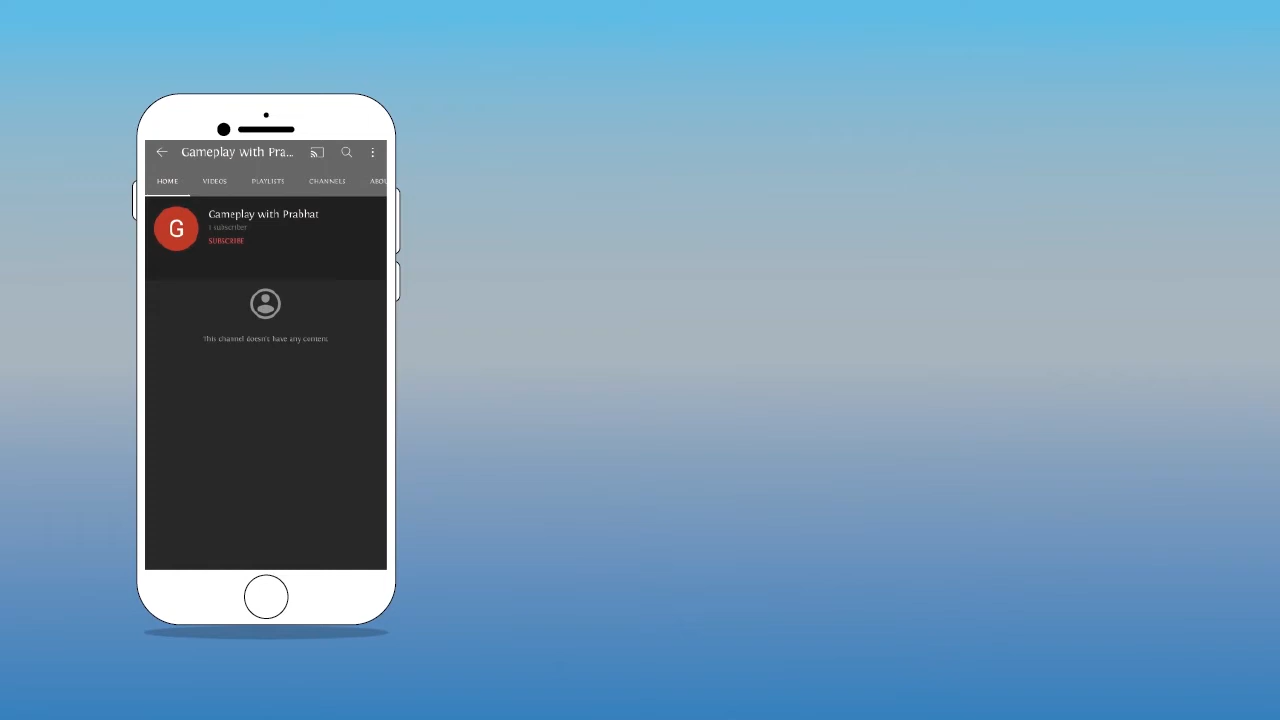 Gameplay with Pra...
HOME VIDEOS PLAYLISTS CHANNELS ABOU
G
Gameplay with Prabhat
1 subscriber
SUBSCRIBE
This channel doesn't have any content